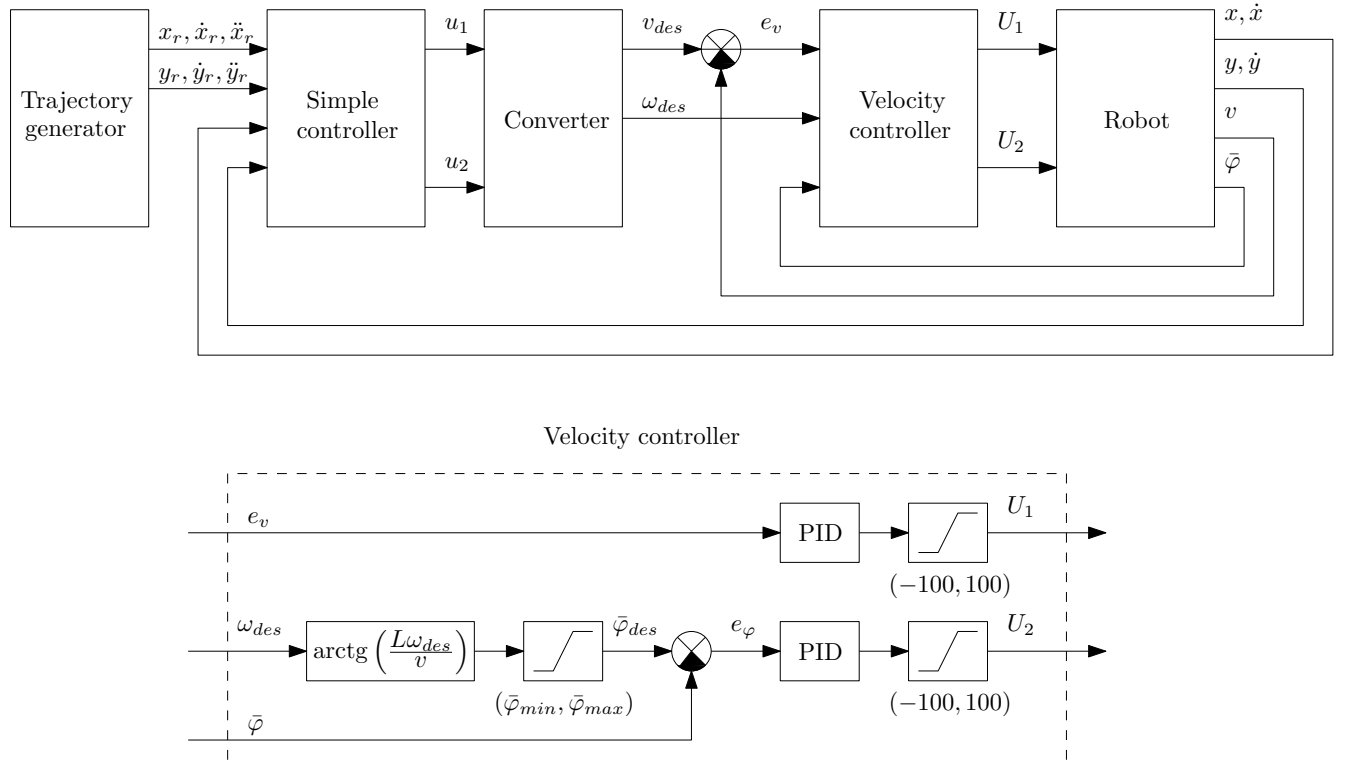 x_r, ẋ_r, ẍ_r
y_r, ẏ_r, ÿ_r
Trajectory
generator
Simple
controller
u_1
u_2
Converter
v_des
ω_des
e_v
Velocity
controller
U_1
U_2
Robot
x, ẋ
y, ẏ
v
φ̄
Velocity controller
e_v
PID
U_1
(−100, 100)
ω_des
arctg (Lω_des / v)
φ̄_des
e_φ
PID
U_2
(φ̄_min, φ̄_max)
(−100, 100)
φ̄